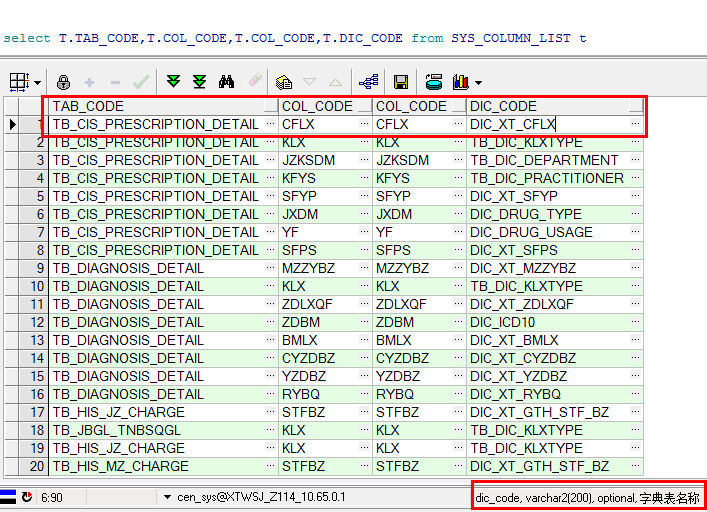 select T.TAB_CODE,T.COL_CODE,T.COL_CODE,T.DIC_CODE from SYS_COLUMN_LIST t
TAB_CODE COL_CODE COL_CODE DIC_CODE
1 TB_CIS_PRESCRIPTION_DETAIL ... CFLX ... CFLX ... DIC_XT_CFLX ...
2 TB_CIS_PRESCRIPTION_DETAIL ... KLX ... KLX ... TB_DIC_KLXTYPE ...
3 TB_CIS_PRESCRIPTION_DETAIL ... JZKSDM ... JZKSDM ... TB_DIC_DEPARTMENT ...
4 TB_CIS_PRESCRIPTION_DETAIL ... KFYS ... KFYS ... TB_DIC_PRACTITIONER ...
5 TB_CIS_PRESCRIPTION_DETAIL ... SFYP ... SFYP ... DIC_XT_SFYP ...
6 TB_CIS_PRESCRIPTION_DETAIL ... JXDM ... JXDM ... DIC_DRUG_TYPE ...
7 TB_CIS_PRESCRIPTION_DETAIL ... YF ... YF ... DIC_DRUG_USAGE ...
8 TB_CIS_PRESCRIPTION_DETAIL ... SFPS ... SFPS ... DIC_XT_SFPS ...
9 TB_DIAGNOSIS_DETAIL ... MZZYBZ ... MZZYBZ ... DIC_XT_MZZYBZ ...
10 TB_DIAGNOSIS_DETAIL ... KLX ... KLX ... TB_DIC_KLXTYPE ...
11 TB_DIAGNOSIS_DETAIL ... ZDLXQF ... ZDLXQF ... DIC_XT_ZDLXQF ...
12 TB_DIAGNOSIS_DETAIL ... ZDBM ... ZDBM ... DIC_ICD10 ...
13 TB_DIAGNOSIS_DETAIL ... BMLX ... BMLX ... DIC_XT_BMLX ...
14 TB_DIAGNOSIS_DETAIL ... CYZDBZ ... CYZDBZ ... DIC_XT_CYZDBZ ...
15 TB_DIAGNOSIS_DETAIL ... YZDBZ ... YZDBZ ... DIC_XT_YZDBZ ...
16 TB_DIAGNOSIS_DETAIL ... RYBQ ... RYBQ ... DIC_XT_RYBQ ...
17 TB_HIS_JZ_CHARGE ... STFBZ ... STFBZ ... DIC_XT_GTH_STF_BZ ...
18 TB_JBGL_TNBSQGL ... KLX ... KLX ... TB_DIC_KLXTYPE ...
19 TB_HIS_JZ_CHARGE ... KLX ... KLX ... TB_DIC_KLXTYPE ...
20 TB_HIS_MZ_CHARGE ... STFBZ ... STFBZ ... DIC_XT_GTH_STF_BZ ...
6:90 cen_sys@XTWSJ_Z114_10.65.0.1 dic_code, varchar2(200), optional, 字典表名称